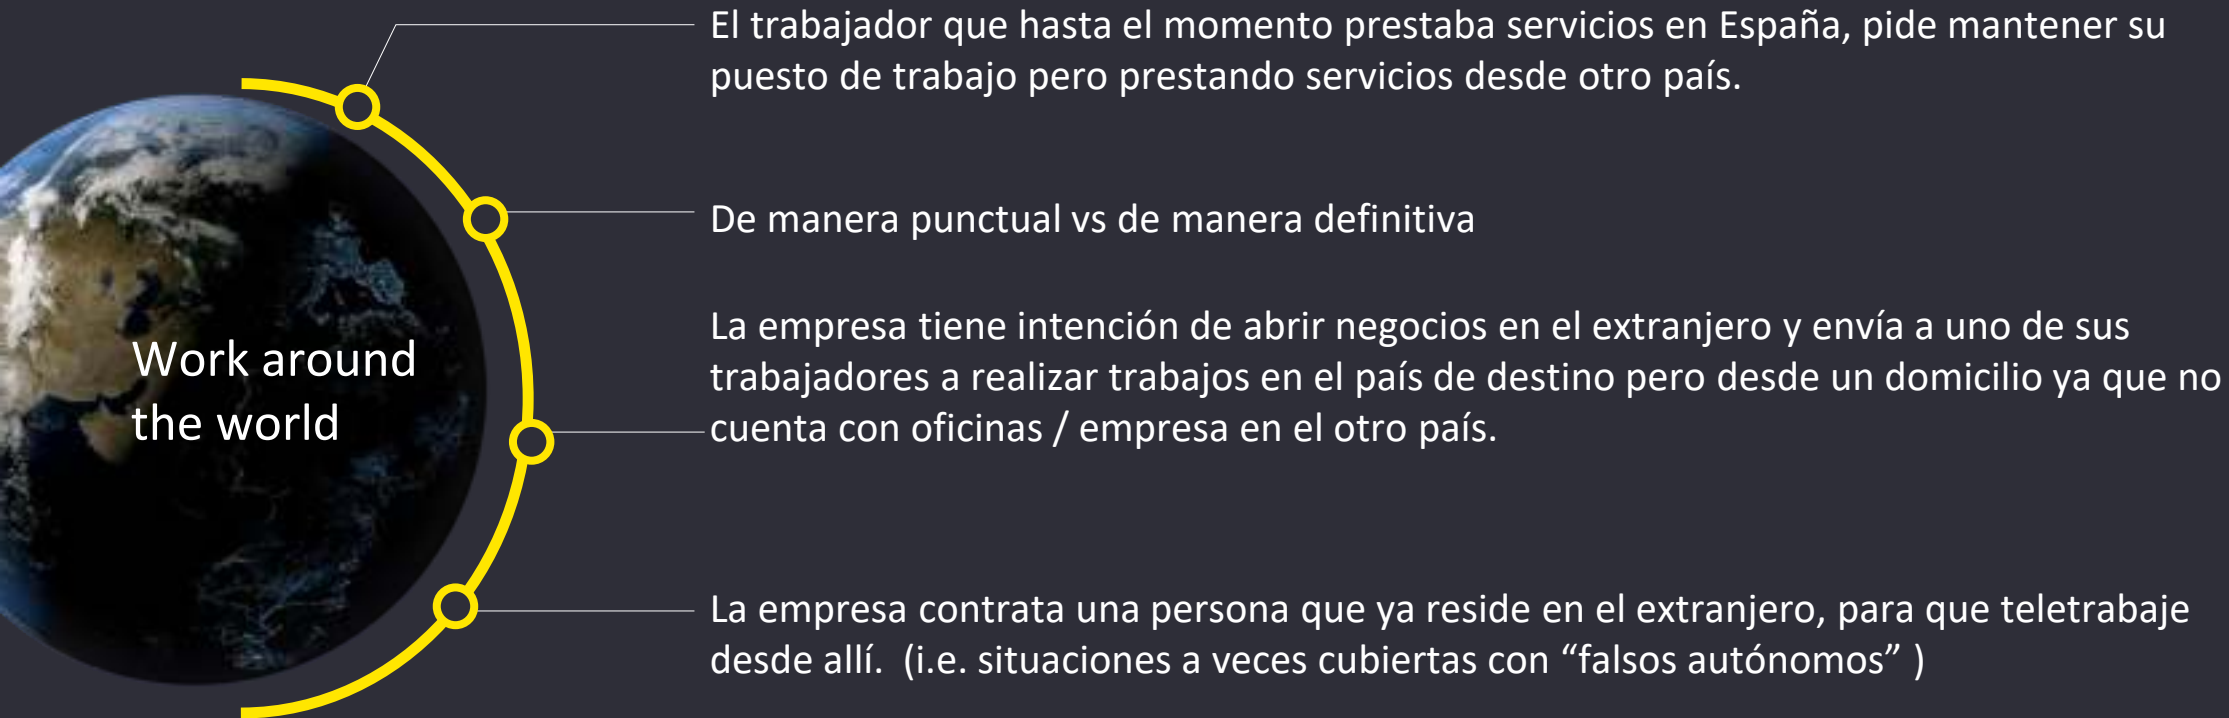 El trabajador que hasta el momento prestaba servicios en España, pide mantener su
puesto de trabajo pero prestando servicios desde otro país.
De manera punctual vs de manera definitiva
La empresa tiene intención de abrir negocios en el extranjero y envía a uno de sus
trabajadores a realizar trabajos en el país de destino pero desde un domicilio ya que no
cuenta con oficinas / empresa en el otro país.
La empresa contrata una persona que ya reside en el extranjero, para que teletrabaje
desde allí.  (i.e. situaciones a veces cubiertas con “falsos autónomos” )
Work around
the world